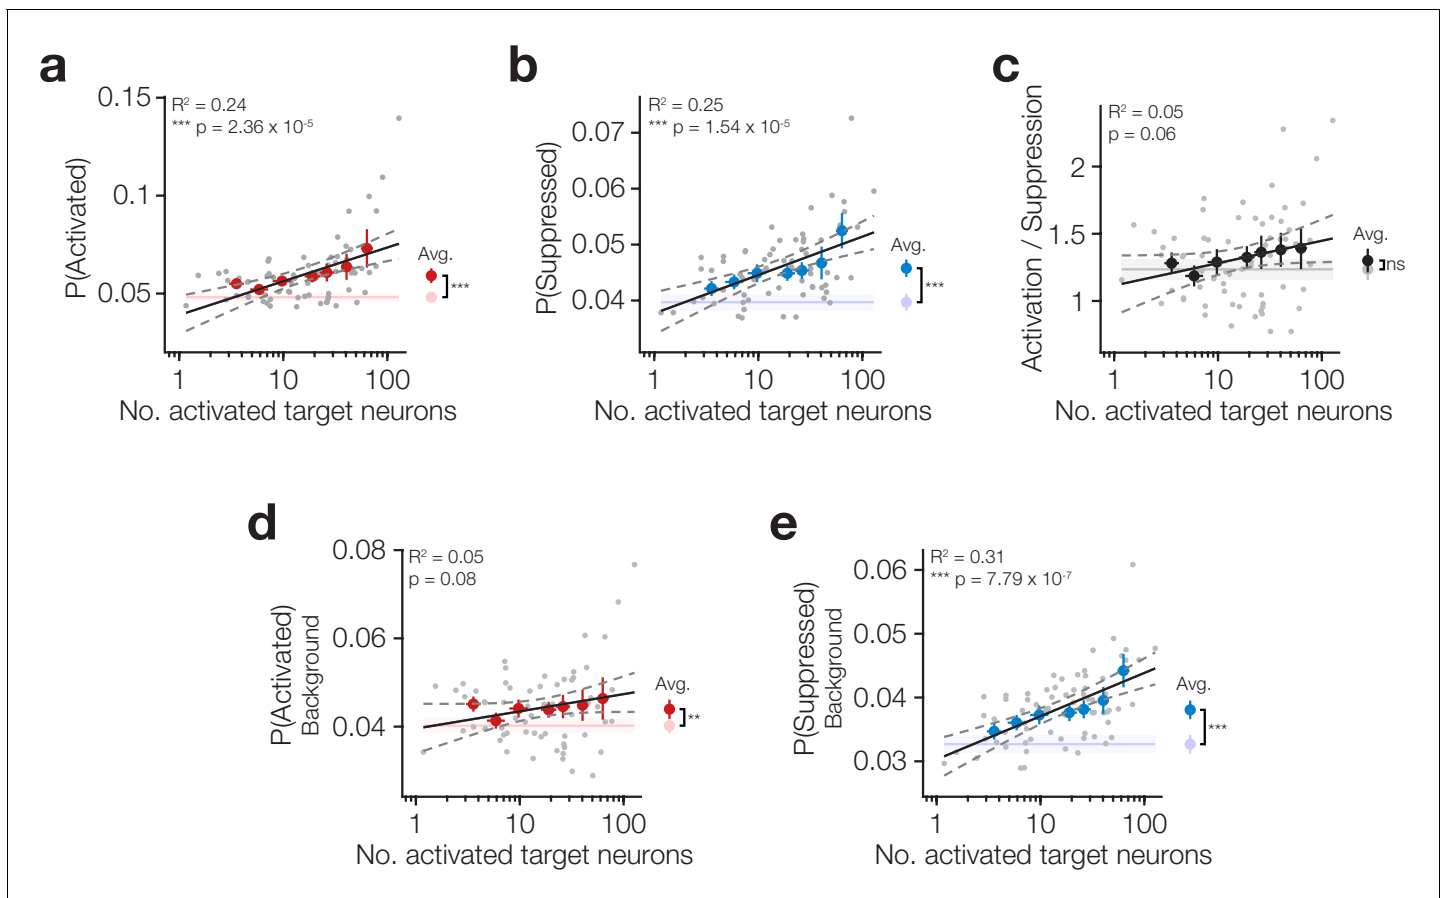 a
R² = 0.24
*** p = 2.36 x 10⁻⁵
P(Activated)
0.15
0.1
0.05
Avg.
***
1 10 100
No. activated target neurons
b
R² = 0.25
*** p = 1.54 x 10⁻⁵
P(Suppressed)
0.07
0.06
0.05
0.04
Avg.
***
1 10 100
No. activated target neurons
c
R² = 0.05
p = 0.06
Activation / Suppression
2
1.5
1
Avg.
ns
1 10 100
No. activated target neurons
d
R² = 0.05
p = 0.08
P(Activated)
Background
0.08
0.06
0.04
Avg.
**
1 10 100
No. activated target neurons
e
R² = 0.31
*** p = 7.79 x 10⁻⁷
P(Suppressed)
Background
0.06
0.05
0.04
0.03
Avg.
***
1 10 100
No. activated target neurons